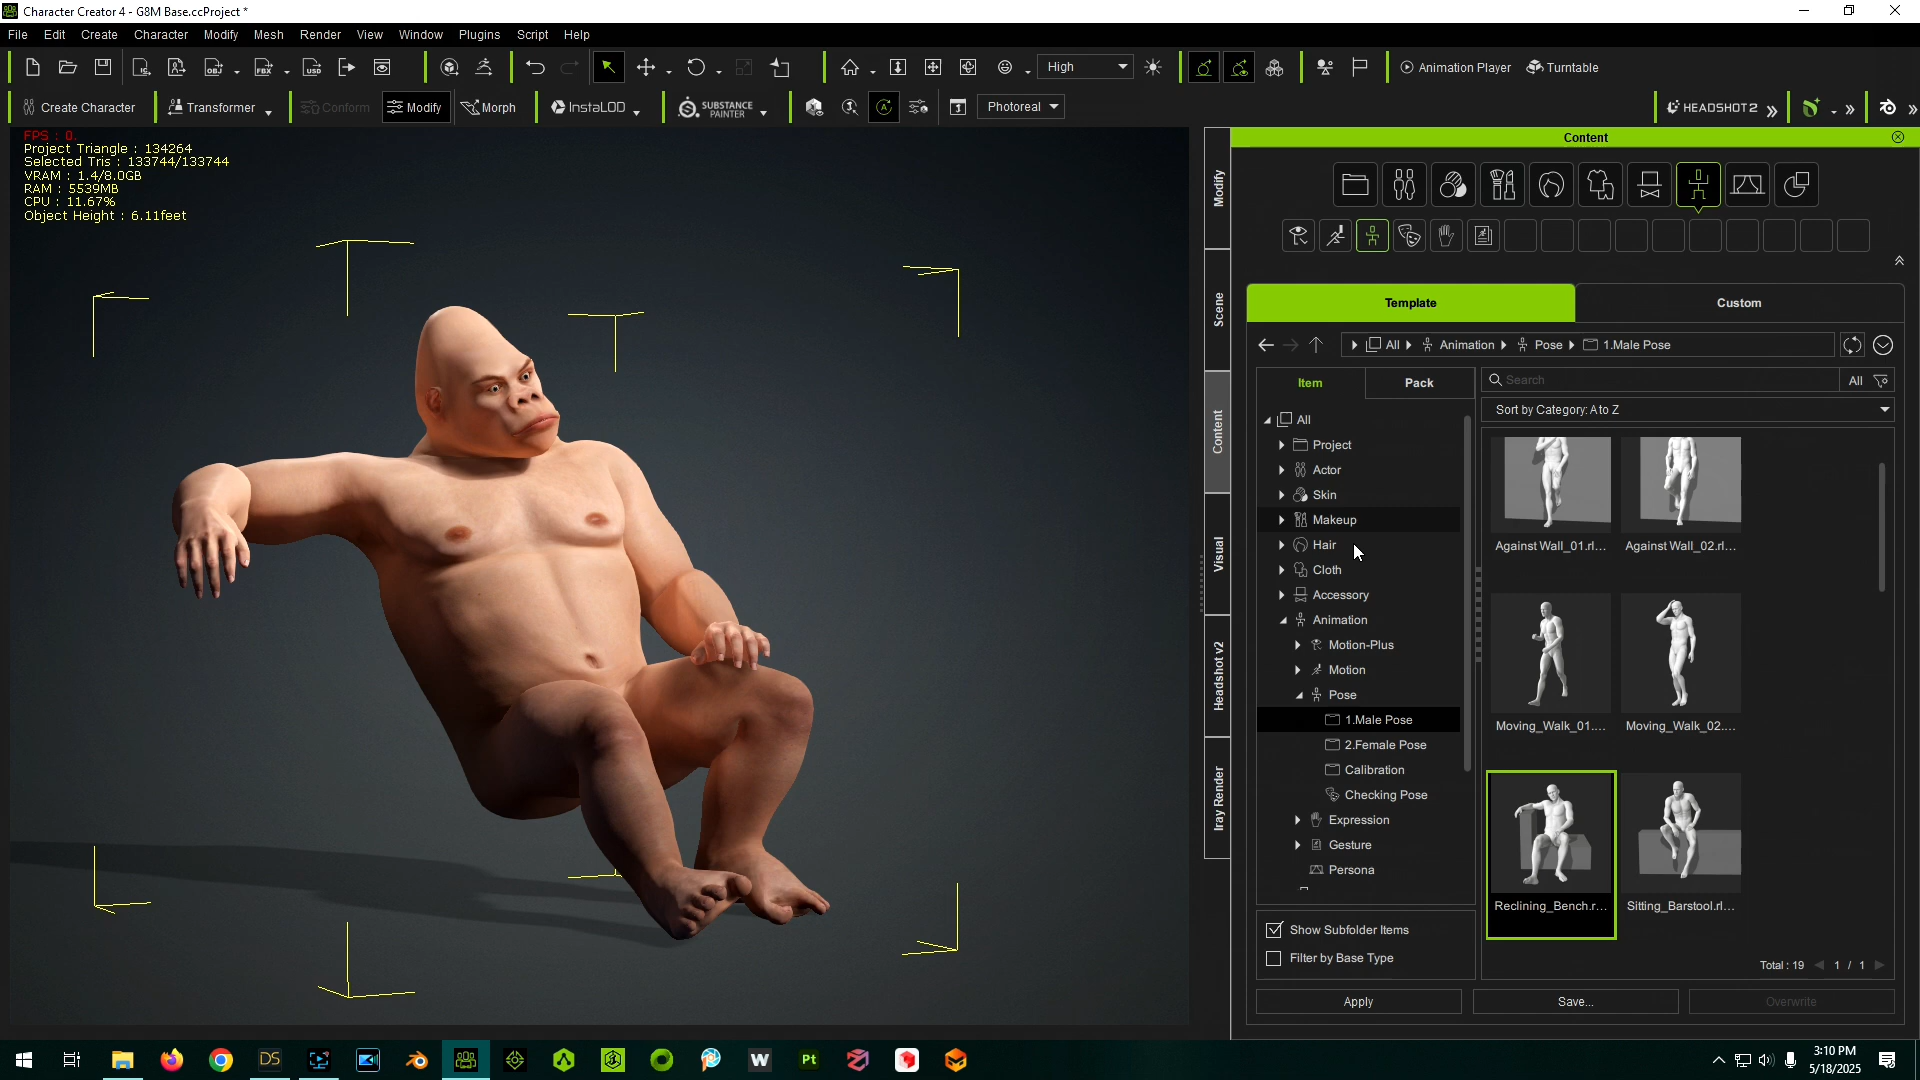 Character Creator 4 - G8M Base.ccProject *
File Edit Create Character Modify Mesh Render View Window Plugins Script Help
High Animation Player Turntable
Create Character Transformer Conform Modify Morph InstaLOD SUBSTANCE PAINTER Photoreal HEADSHOT2
FPS : 0.
Project Triangle : 134264
Selected Tris : 133744/133744
VRAM : 1.4/8.0GB
RAM : 5539MB
CPU : 11.67%
Object Height : 6.11feet
Content
Modify
Scene
Content
Visual
Headshot v2
Iray Render
Template Custom
All Animation Pose 1.Male Pose
Item Pack
Search All
Sort by Category: A to Z
All
Project
Actor
Skin
Makeup
Hair
Cloth
Accessory
Animation
Motion-Plus
Motion
Pose
1.Male Pose
2.Female Pose
Calibration
Checking Pose
Expression
Gesture
Persona
Against Wall_01.rl... Against Wall_02.rl...
Moving_Walk_01.... Moving_Walk_02....
Reclining_Bench.r... Sitting_Barstool.rl...
Show Subfolder Items
Filter by Base Type
Total : 19 1 / 1
Apply Save... Overwrite
DS W Pt
3:10 PM
5/18/2025